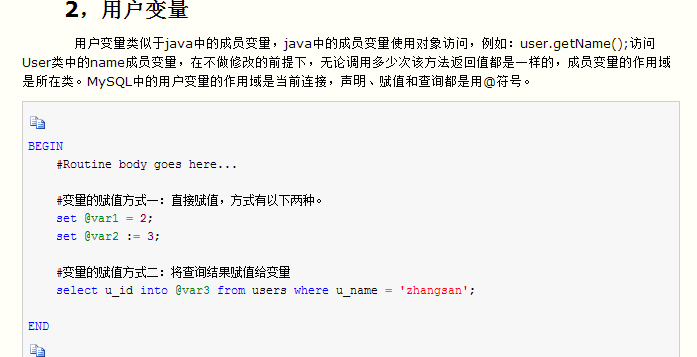 2，用户变量
用户变量类似于java中的成员变量，java中的成员变量使用对象访问，例如：user.getName();访问
User类中的name成员变量，在不做修改的前提下，无论调用多少次该方法返回值都是一样的，成员变量的作用域
是所在类。MySQL中的用户变量的作用域是当前连接，声明、赋值和查询都是用@符号。
BEGIN
#Routine body goes here...
#变量的赋值方式一：直接赋值，方式有以下两种。
set @var1 = 2;
set @var2 := 3;
#变量的赋值方式二：将查询结果赋值给变量
select u_id into @var3 from users where u_name = 'zhangsan';
END